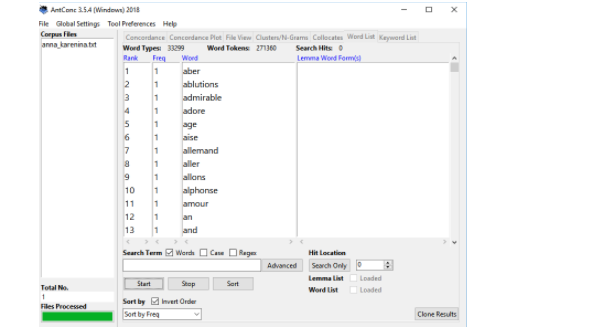 AntConc 3.5.4 (Windows) 2018
File Global Settings Tool Preferences Help
Corpus Files
anna_karenina.txt
Concordance Concordance Plot File View Clusters/N-Grams Collocates Word List Keyword List
Word Types: 33299 Word Tokens: 271360 Search Hits: 0
Rank Freq Word Lemma Word Form(s)
1 1 aber
2 1 ablutions
3 1 admirable
4 1 adore
5 1 age
6 1 aise
7 1 allemand
8 1 aller
9 1 allons
10 1 alphonse
11 1 amour
12 1 an
13 1 and
Search Term Words Case Regex Hit Location
Advanced Search Only 0
Lemma List Loaded
Total No. Start Stop Sort Word List Loaded
1
Files Processed Sort by Invert Order
Sort by Freq Clone Results